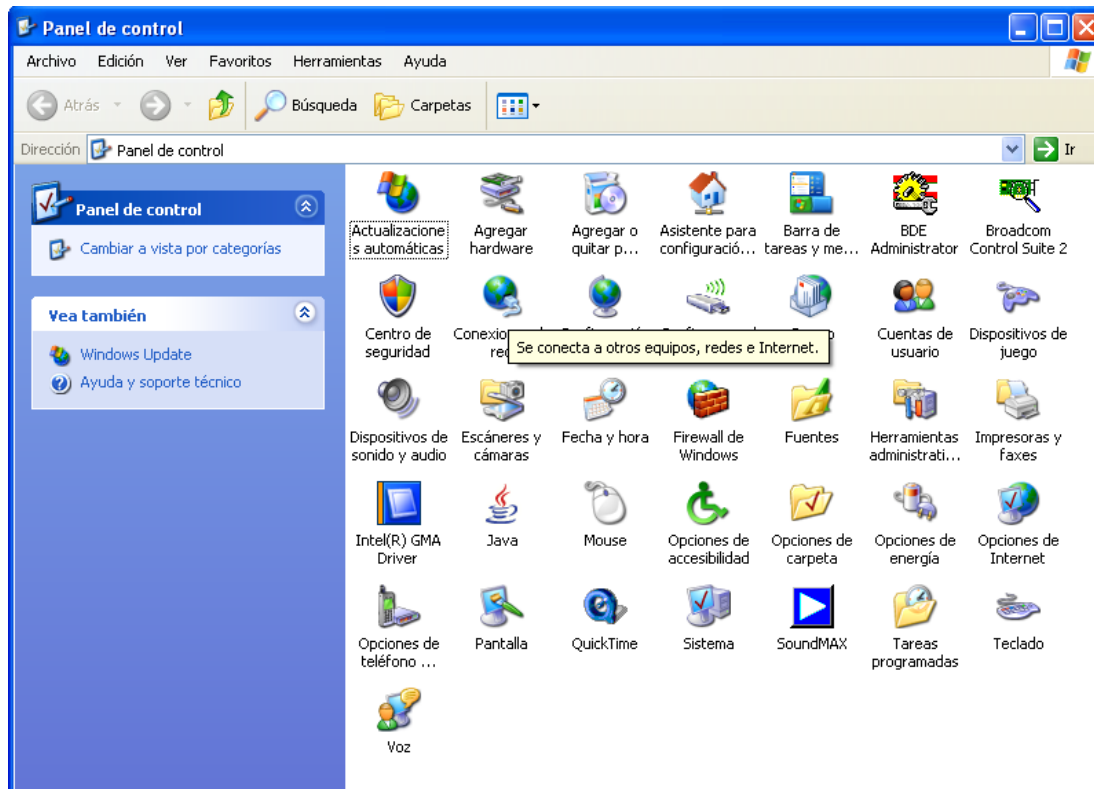 Panel de control
Archivo Edición Ver Favoritos Herramientas Ayuda
Atrás Búsqueda Carpetas
Dirección Panel de control Ir
Panel de control
Cambiar a vista por categorías
Vea también
Windows Update
Ayuda y soporte técnico
Actualizacione
s automáticas
Agregar
hardware
Agregar o
quitar p...
Asistente para
configuració...
Barra de
tareas y me...
BDE
Administrator
Broadcom
Control Suite 2
Centro de
seguridad
Se conecta a otros equipos, redes e Internet.
Cuentas de
usuario
Dispositivos de
juego
Dispositivos de
sonido y audio
Escáneres y
cámaras
Fecha y hora
Firewall de
Windows
Fuentes
Herramientas
administrati...
Impresoras y
faxes
Intel(R) GMA
Driver
Java
Mouse
Opciones de
accesibilidad
Opciones de
carpeta
Opciones de
energía
Opciones de
Internet
Opciones de
teléfono ...
Pantalla
QuickTime
Sistema
SoundMAX
Tareas
programadas
Teclado
Voz